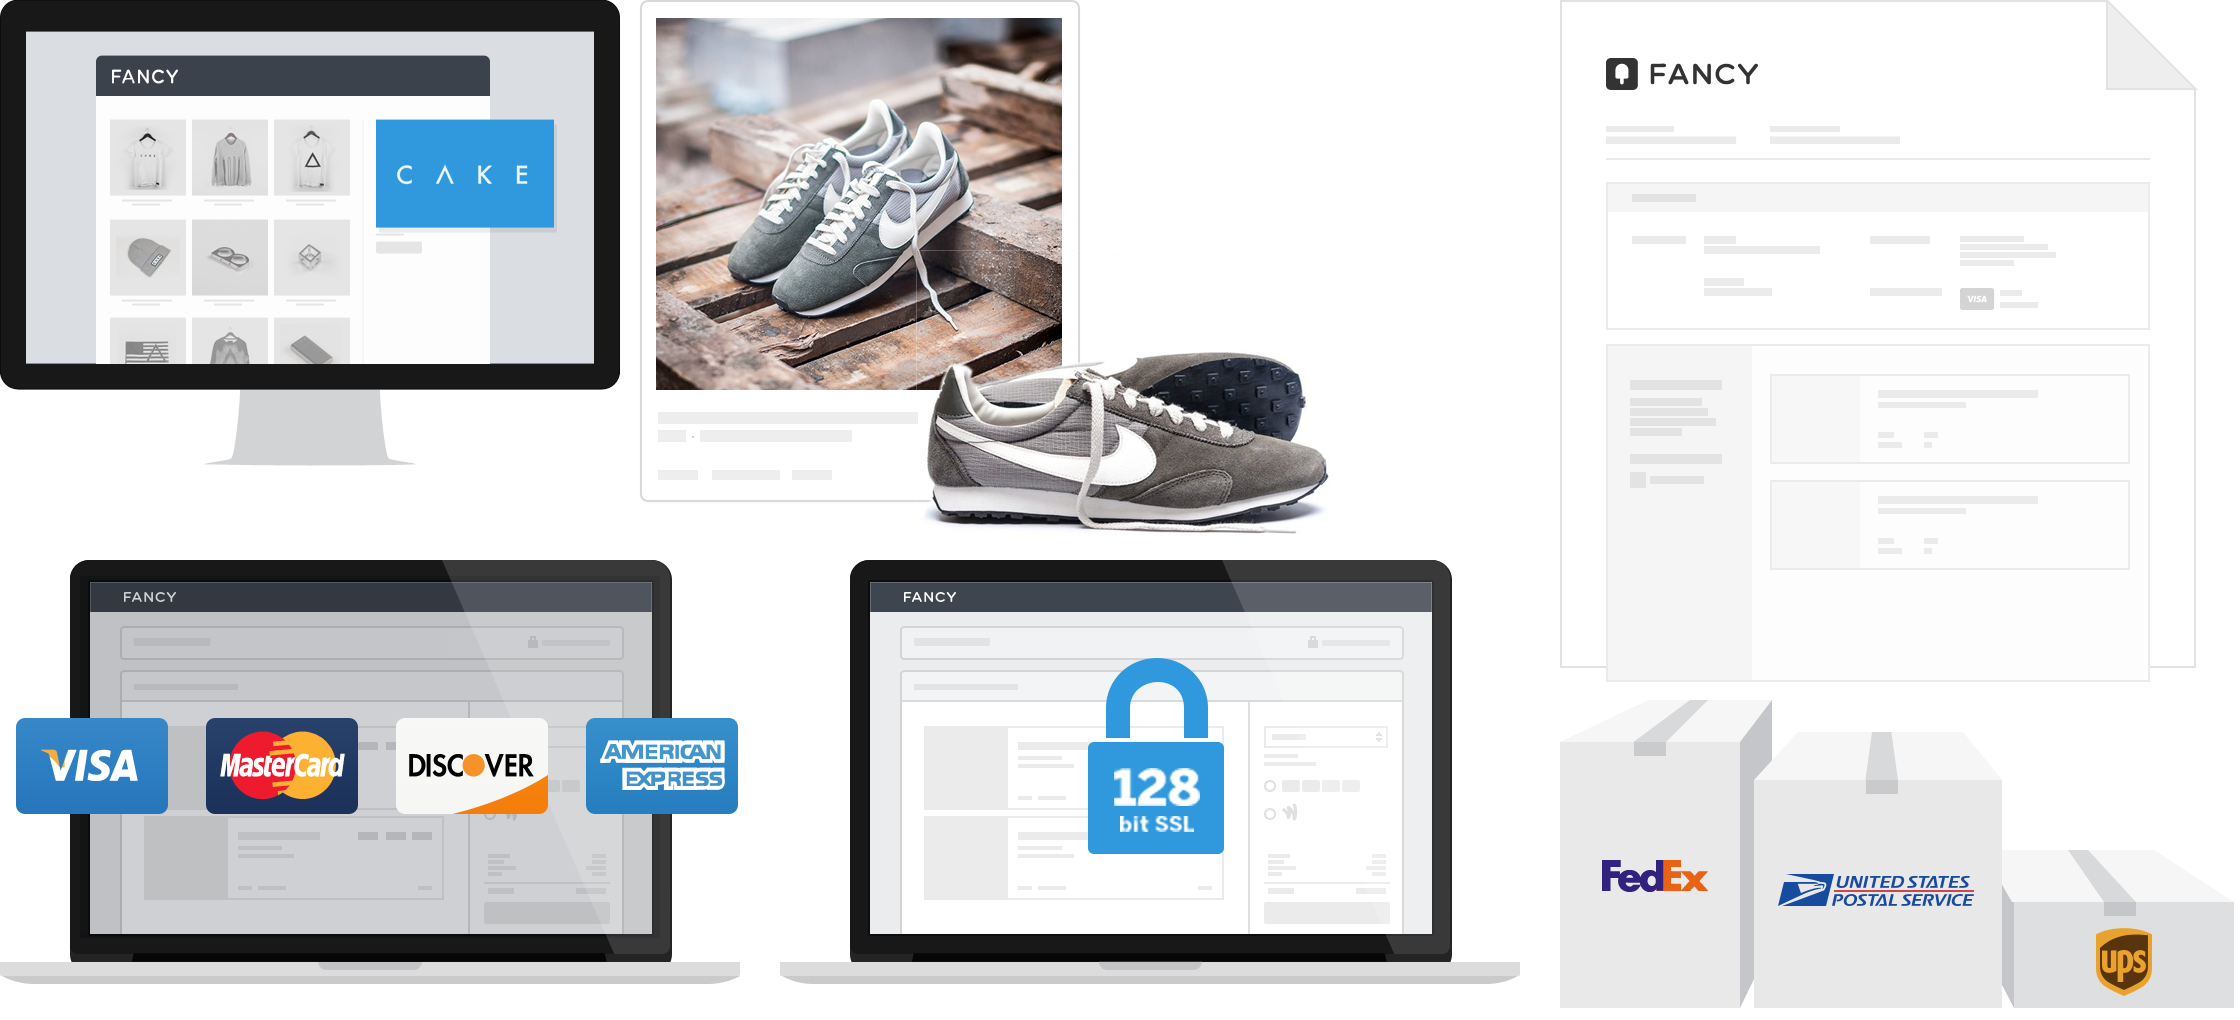 FANCY
CAKE
FANCY
VISA
FANCY
VISA
MasterCard
DISCOVER
AMERICAN
EXPRESS
FANCY
128
bit SSL
FedEx
UNITED STATES
POSTAL SERVICE
ups